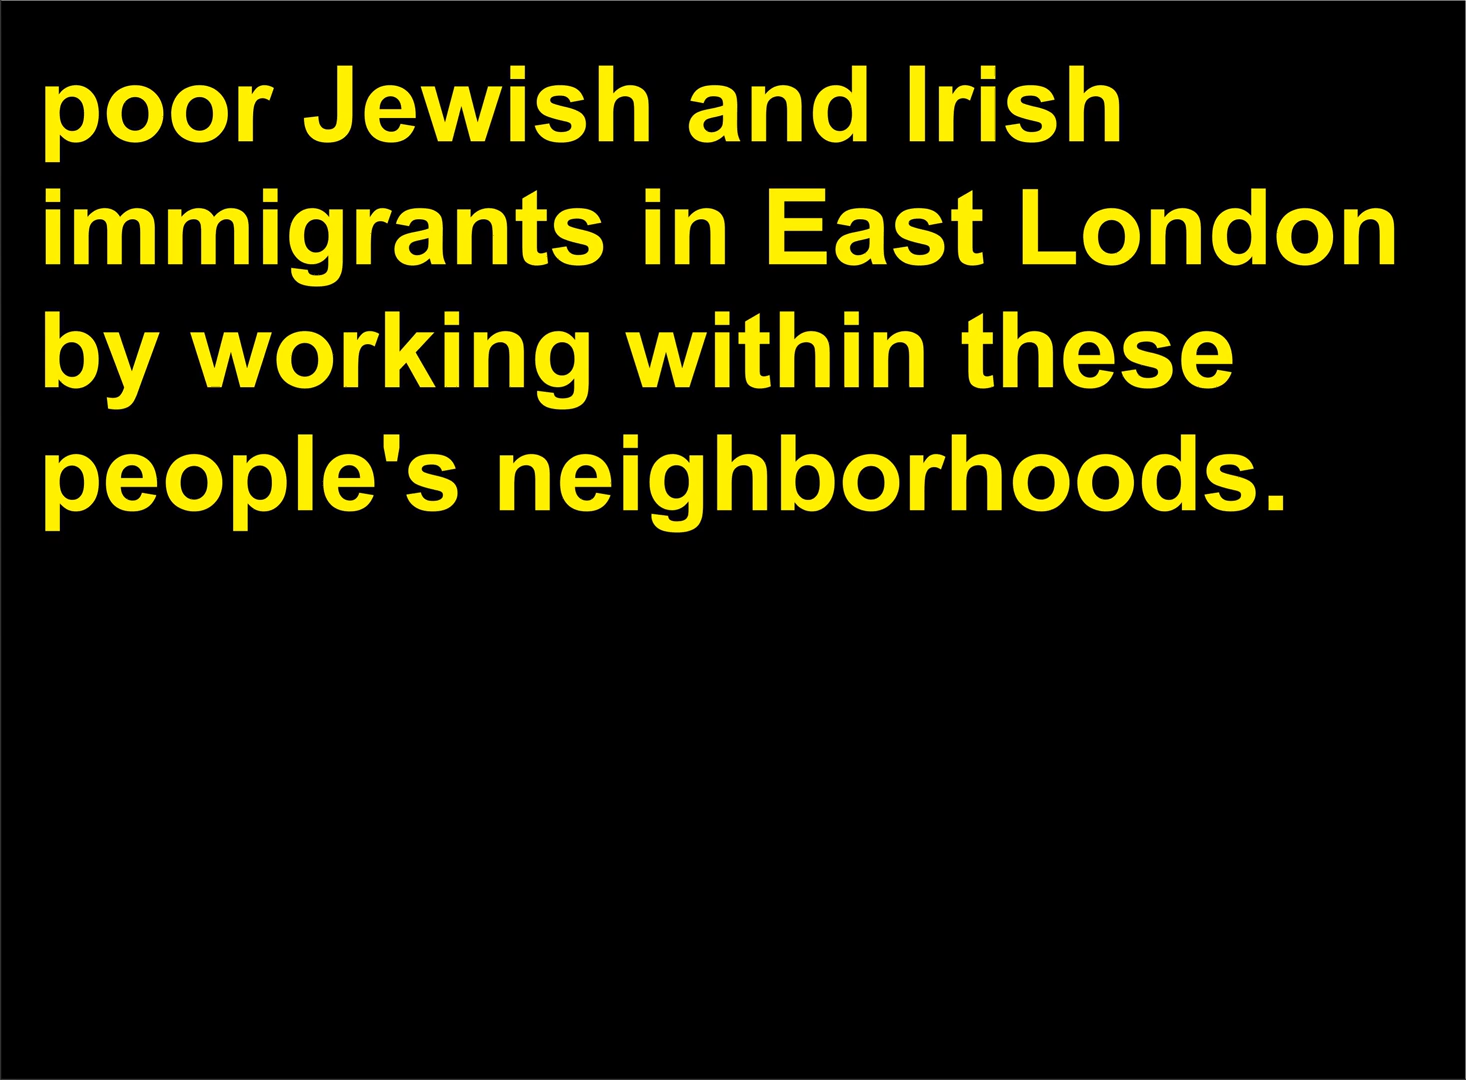 poor Jewish and Irish
immigrants in East London
by working within these
people's neighborhoods.